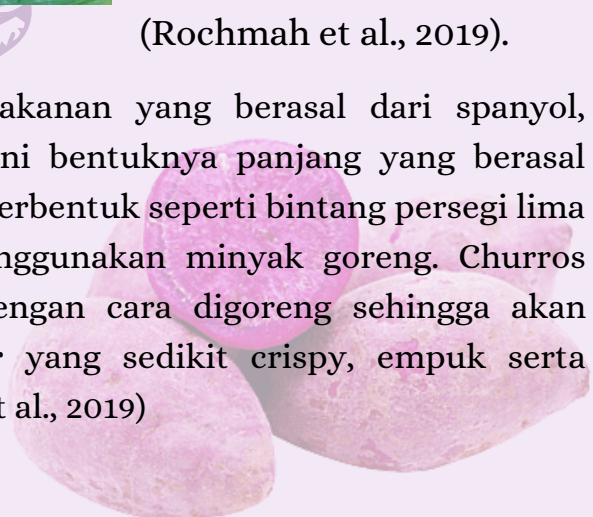 (Rochmah et al., 2019).
akanan yang berasal dari spanyol,
ni bentuknya panjang yang berasal
erbentuk seperti bintang persegi lima
nggunakan minyak goreng. Churros
engan cara digoreng sehingga akan
yang sedikit crispy, empuk serta
t al., 2019)